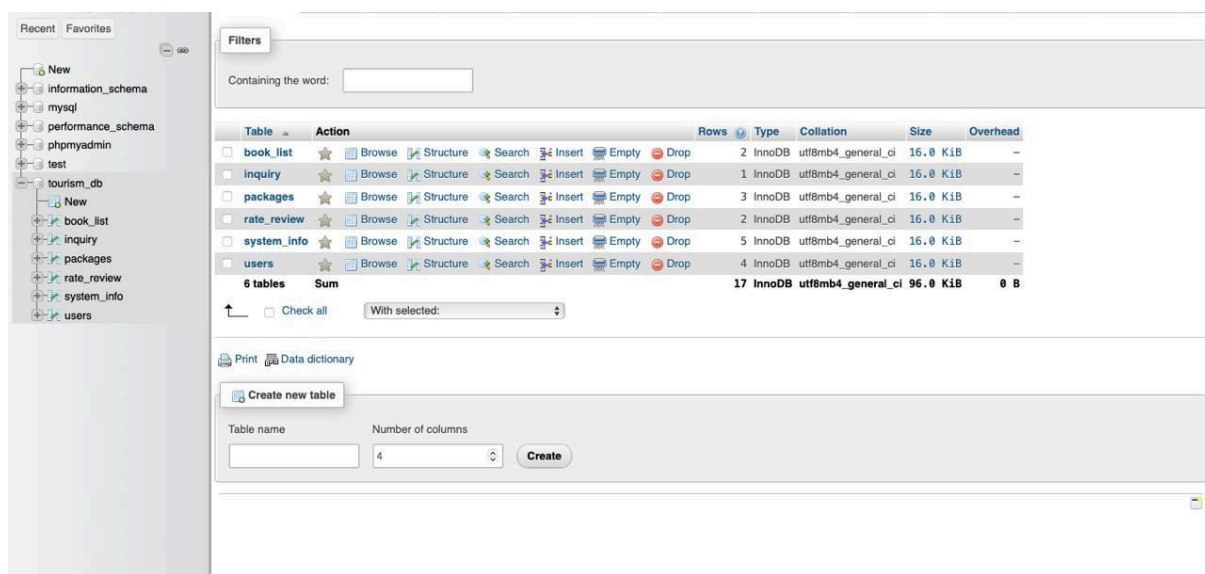 Recent Favorites
New
information_schema
mysql
performance_schema
phpmyadmin
test
tourism_db
New
book_list
inquiry
packages
rate_review
system_info
users
Filters
Containing the word:
Table Action Rows Type Collation Size Overhead
book_list Browse Structure Search Insert Empty Drop 2 InnoDB utf8mb4_general_ci 16.0 KiB –
inquiry Browse Structure Search Insert Empty Drop 1 InnoDB utf8mb4_general_ci 16.0 KiB –
packages Browse Structure Search Insert Empty Drop 3 InnoDB utf8mb4_general_ci 16.0 KiB –
rate_review Browse Structure Search Insert Empty Drop 2 InnoDB utf8mb4_general_ci 16.0 KiB –
system_info Browse Structure Search Insert Empty Drop 5 InnoDB utf8mb4_general_ci 16.0 KiB –
users Browse Structure Search Insert Empty Drop 4 InnoDB utf8mb4_general_ci 16.0 KiB –
6 tables Sum 17 InnoDB utf8mb4_general_ci 96.0 KiB 0 B
Check all With selected:
Print Data dictionary
Create new table
Table name Number of columns
4 Create